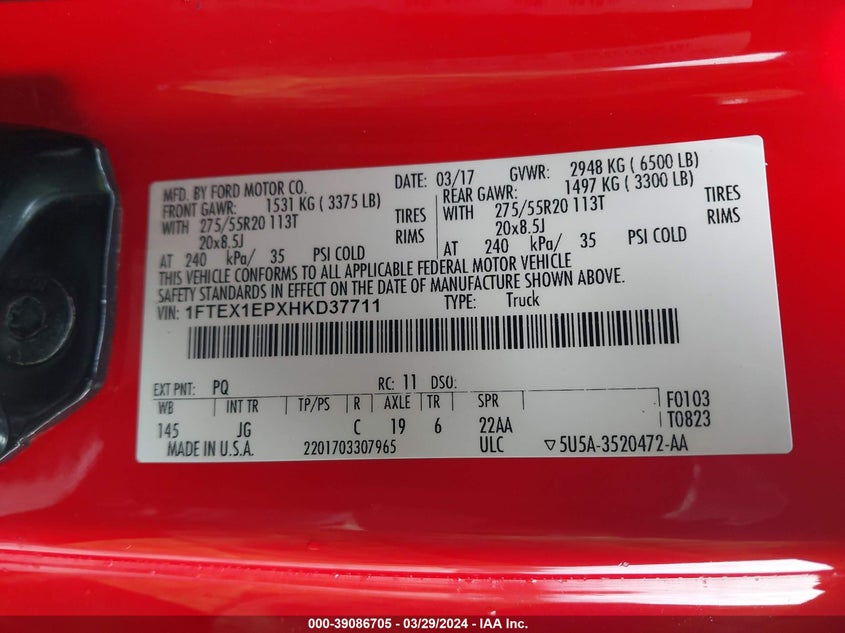 MFD. BY FORD MOTOR CO.
DATE: 03/17 GVWR: 2948 KG ( 6500 LB)
FRONT GAWR: 1531 KG ( 3375 LB)
REAR GAWR: 1497 KG ( 3300 LB)
WITH 275/55R20 113T TIRES
WITH 275/55R20 113T TIRES
20x8.5J RIMS
20x8.5J RIMS
AT 240 kPa/ 35 PSI COLD
AT 240 kPa/ 35 PSI COLD
THIS VEHICLE CONFORMS TO ALL APPLICABLE FEDERAL MOTOR VEHICLE
SAFETY STANDARDS IN EFFECT ON THE DATE OF MANUFACTURE SHOWN ABOVE.
VIN: 1FTEX1EPXHKD37711 TYPE: Truck
EXT PNT: PQ RC: 11 DSO:
WB INT TR TP/PS R AXLE TR SPR
145 JG C 19 6 22AA
F0103
T0823
MADE IN U.S.A. 2201703307965 ULC ▽5U5A-3520472-AA
000-39086705 - 03/29/2024 - IAA Inc.